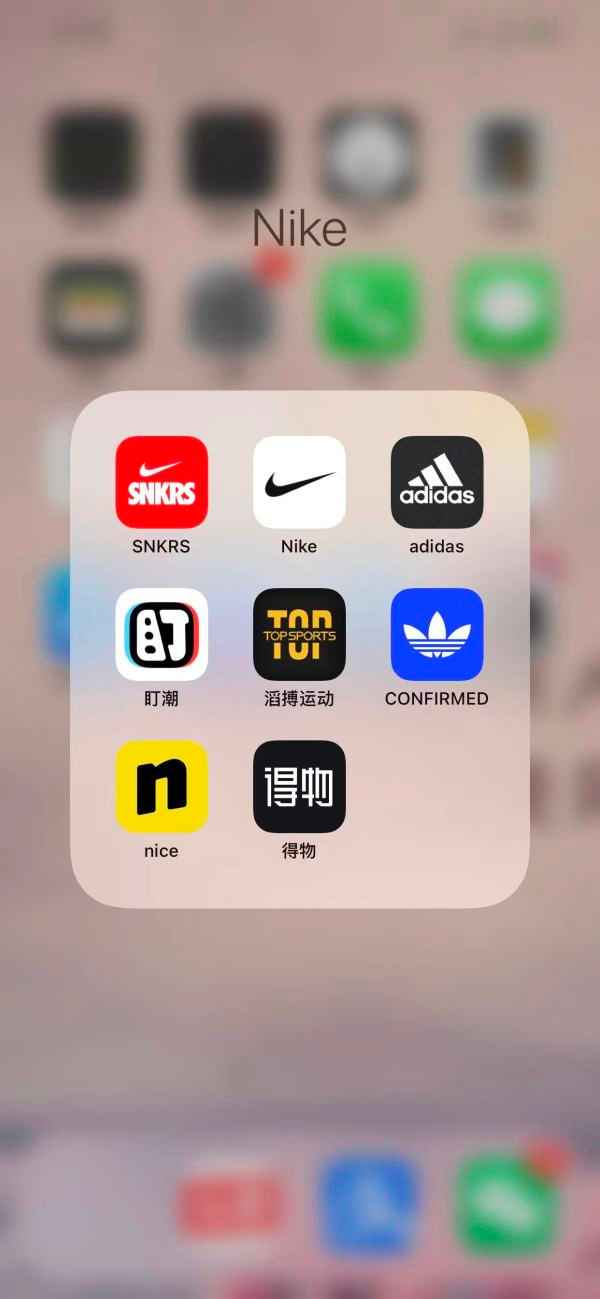 Nike
SNKRS
adidas
SNKRS
Nike
adidas
盯
TOP
TOPSPORTS
盯潮
滔搏运动
CONFIRMED
n
得物
nice
得物